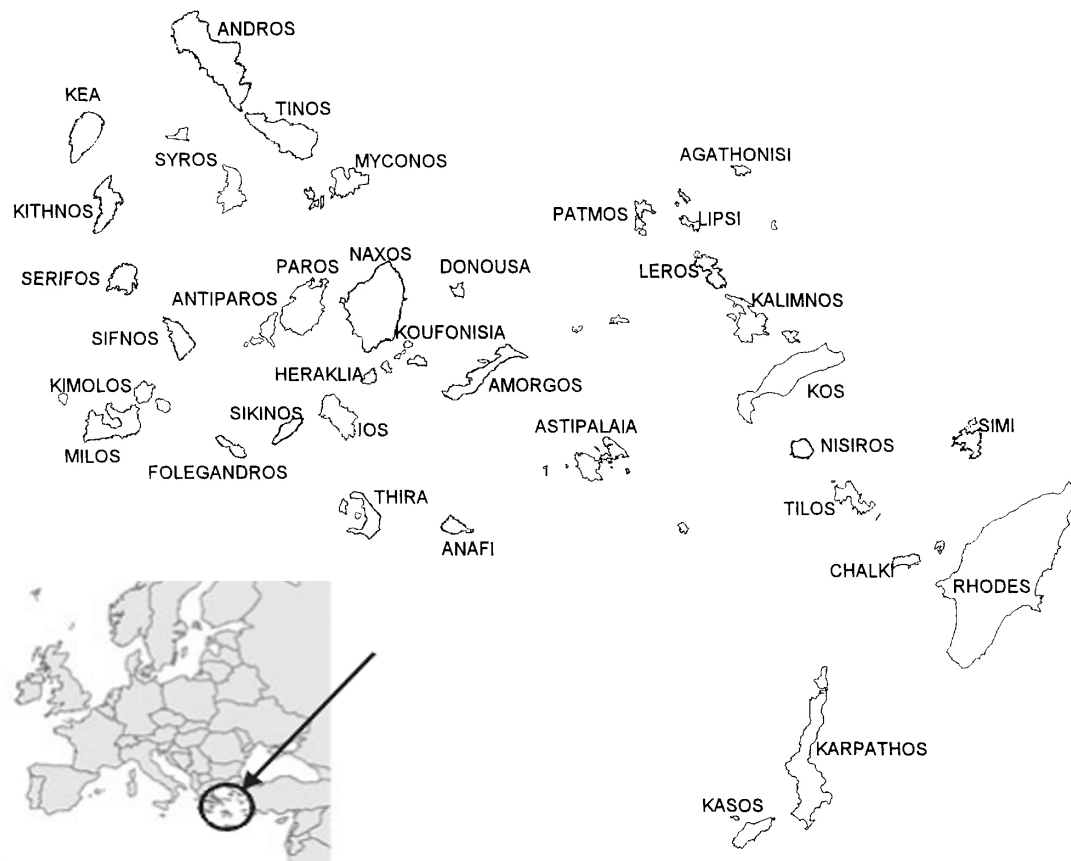 ANDROS
KEA
TINOS
SYROS
MYCONOS
AGATHONISI
KITHNOS
PATMOS
LIPSI
SERIFOS
PAROS
NAXOS
DONOUSA
LEROS
ANTIPAROS
KALIMNOS
SIFNOS
KOUFONISIA
HERAKLIA
AMORGOS
KIMOLOS
KOS
SIKINOS
IOS
ASTIPALAIA
SIMI
MILOS
FOLEGANDROS
1
NISIROS
THIRA
TILOS
ANAFI
CHALKI
RHODES
KARPATHOS
KASOS